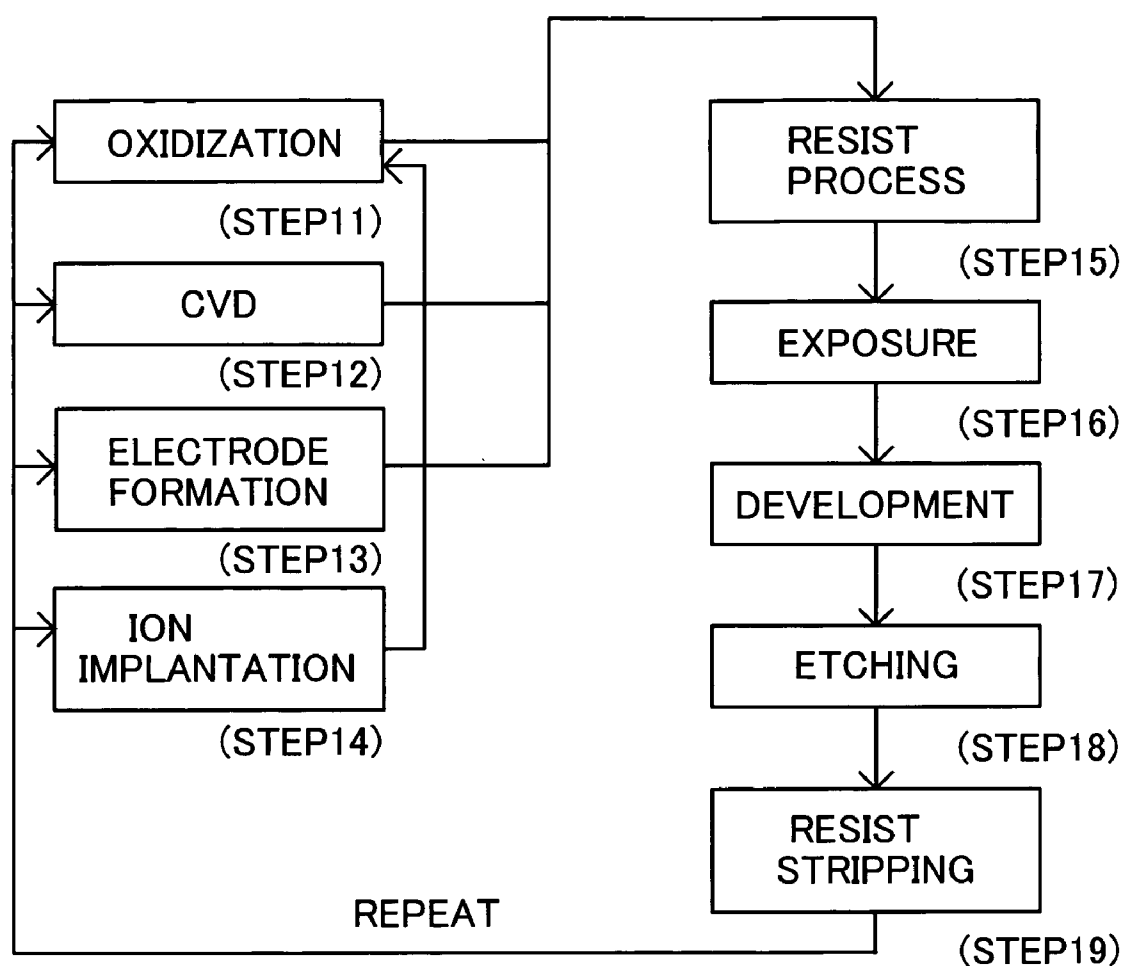 OXIDIZATION
(STEP11)
CVD
(STEP12)
ELECTRODE
FORMATION
(STEP13)
ION
IMPLANTATION
(STEP14)
RESIST
PROCESS
(STEP15)
EXPOSURE
(STEP16)
DEVELOPMENT
(STEP17)
ETCHING
(STEP18)
RESIST
STRIPPING
(STEP19)
REPEAT